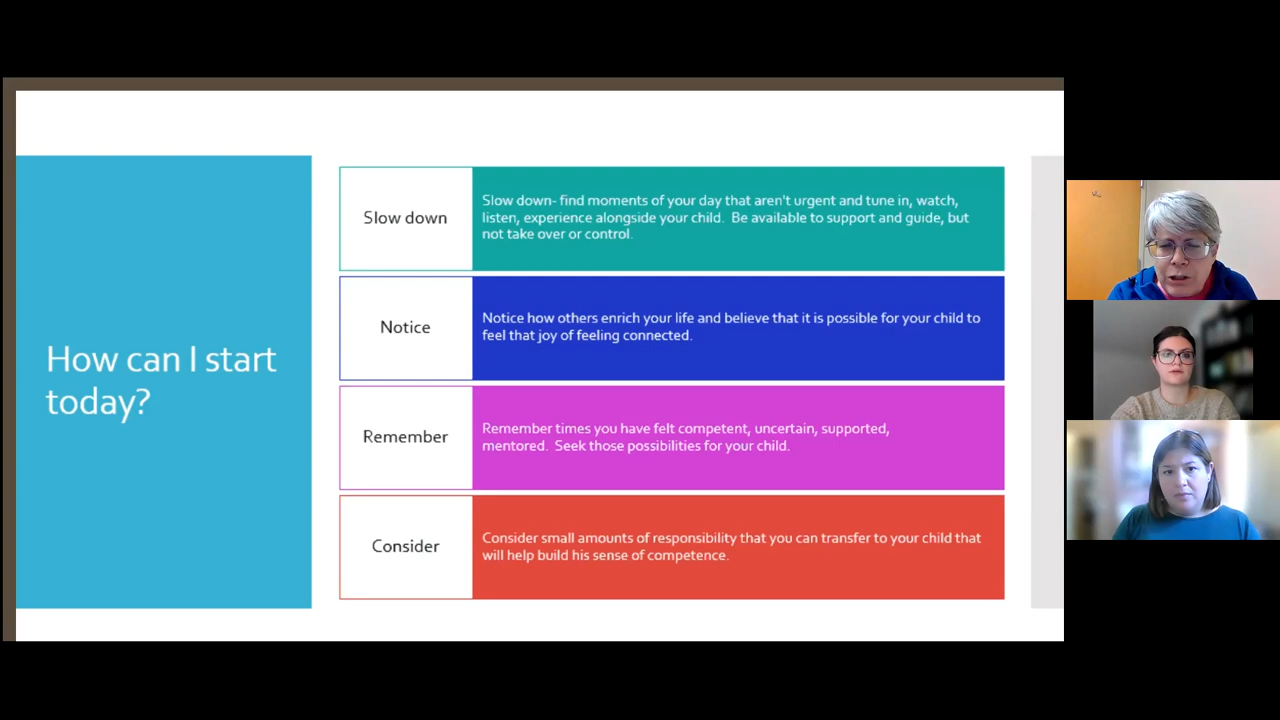 How can I start
today?
Slow down
Slow down- find moments of your day that aren't urgent and tune in, watch,
listen, experience alongside your child.  Be available to support and guide, but
not take over or control.
Notice
Notice how others enrich your life and believe that it is possible for your child to
feel that joy of feeling connected.
Remember
Remember times you have felt competent, uncertain, supported,
mentored.  Seek those possibilities for your child.
Consider
Consider small amounts of responsibility that you can transfer to your child that
will help build his sense of competence.